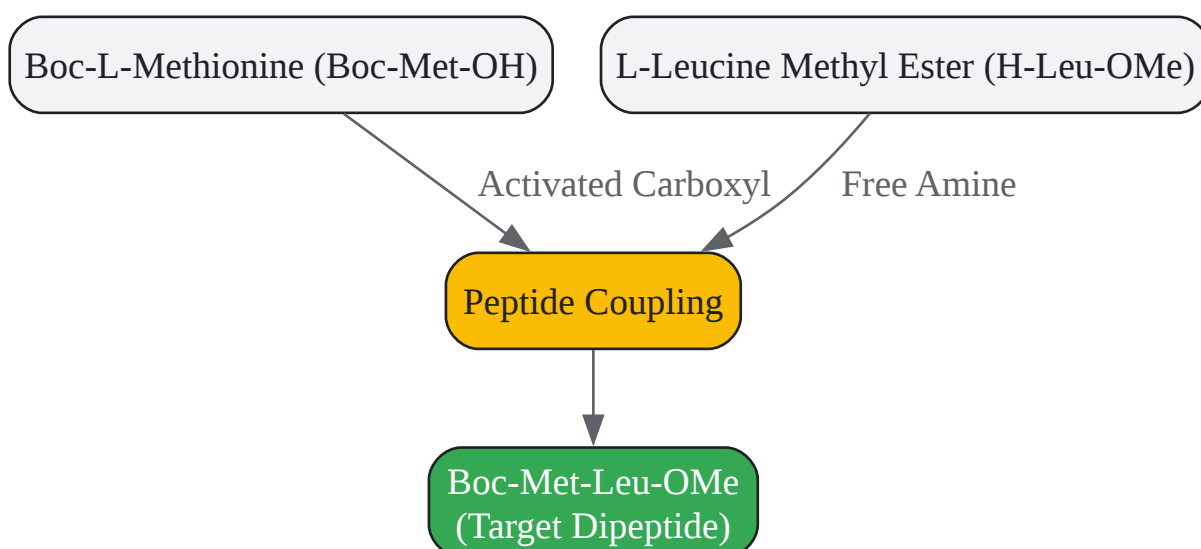 Boc-L-Methionine (Boc-Met-OH)
L-Leucine Methyl Ester (H-Leu-OMe)
Activated Carboxyl
Free Amine
Peptide Coupling
Boc-Met-Leu-OMe
(Target Dipeptide)